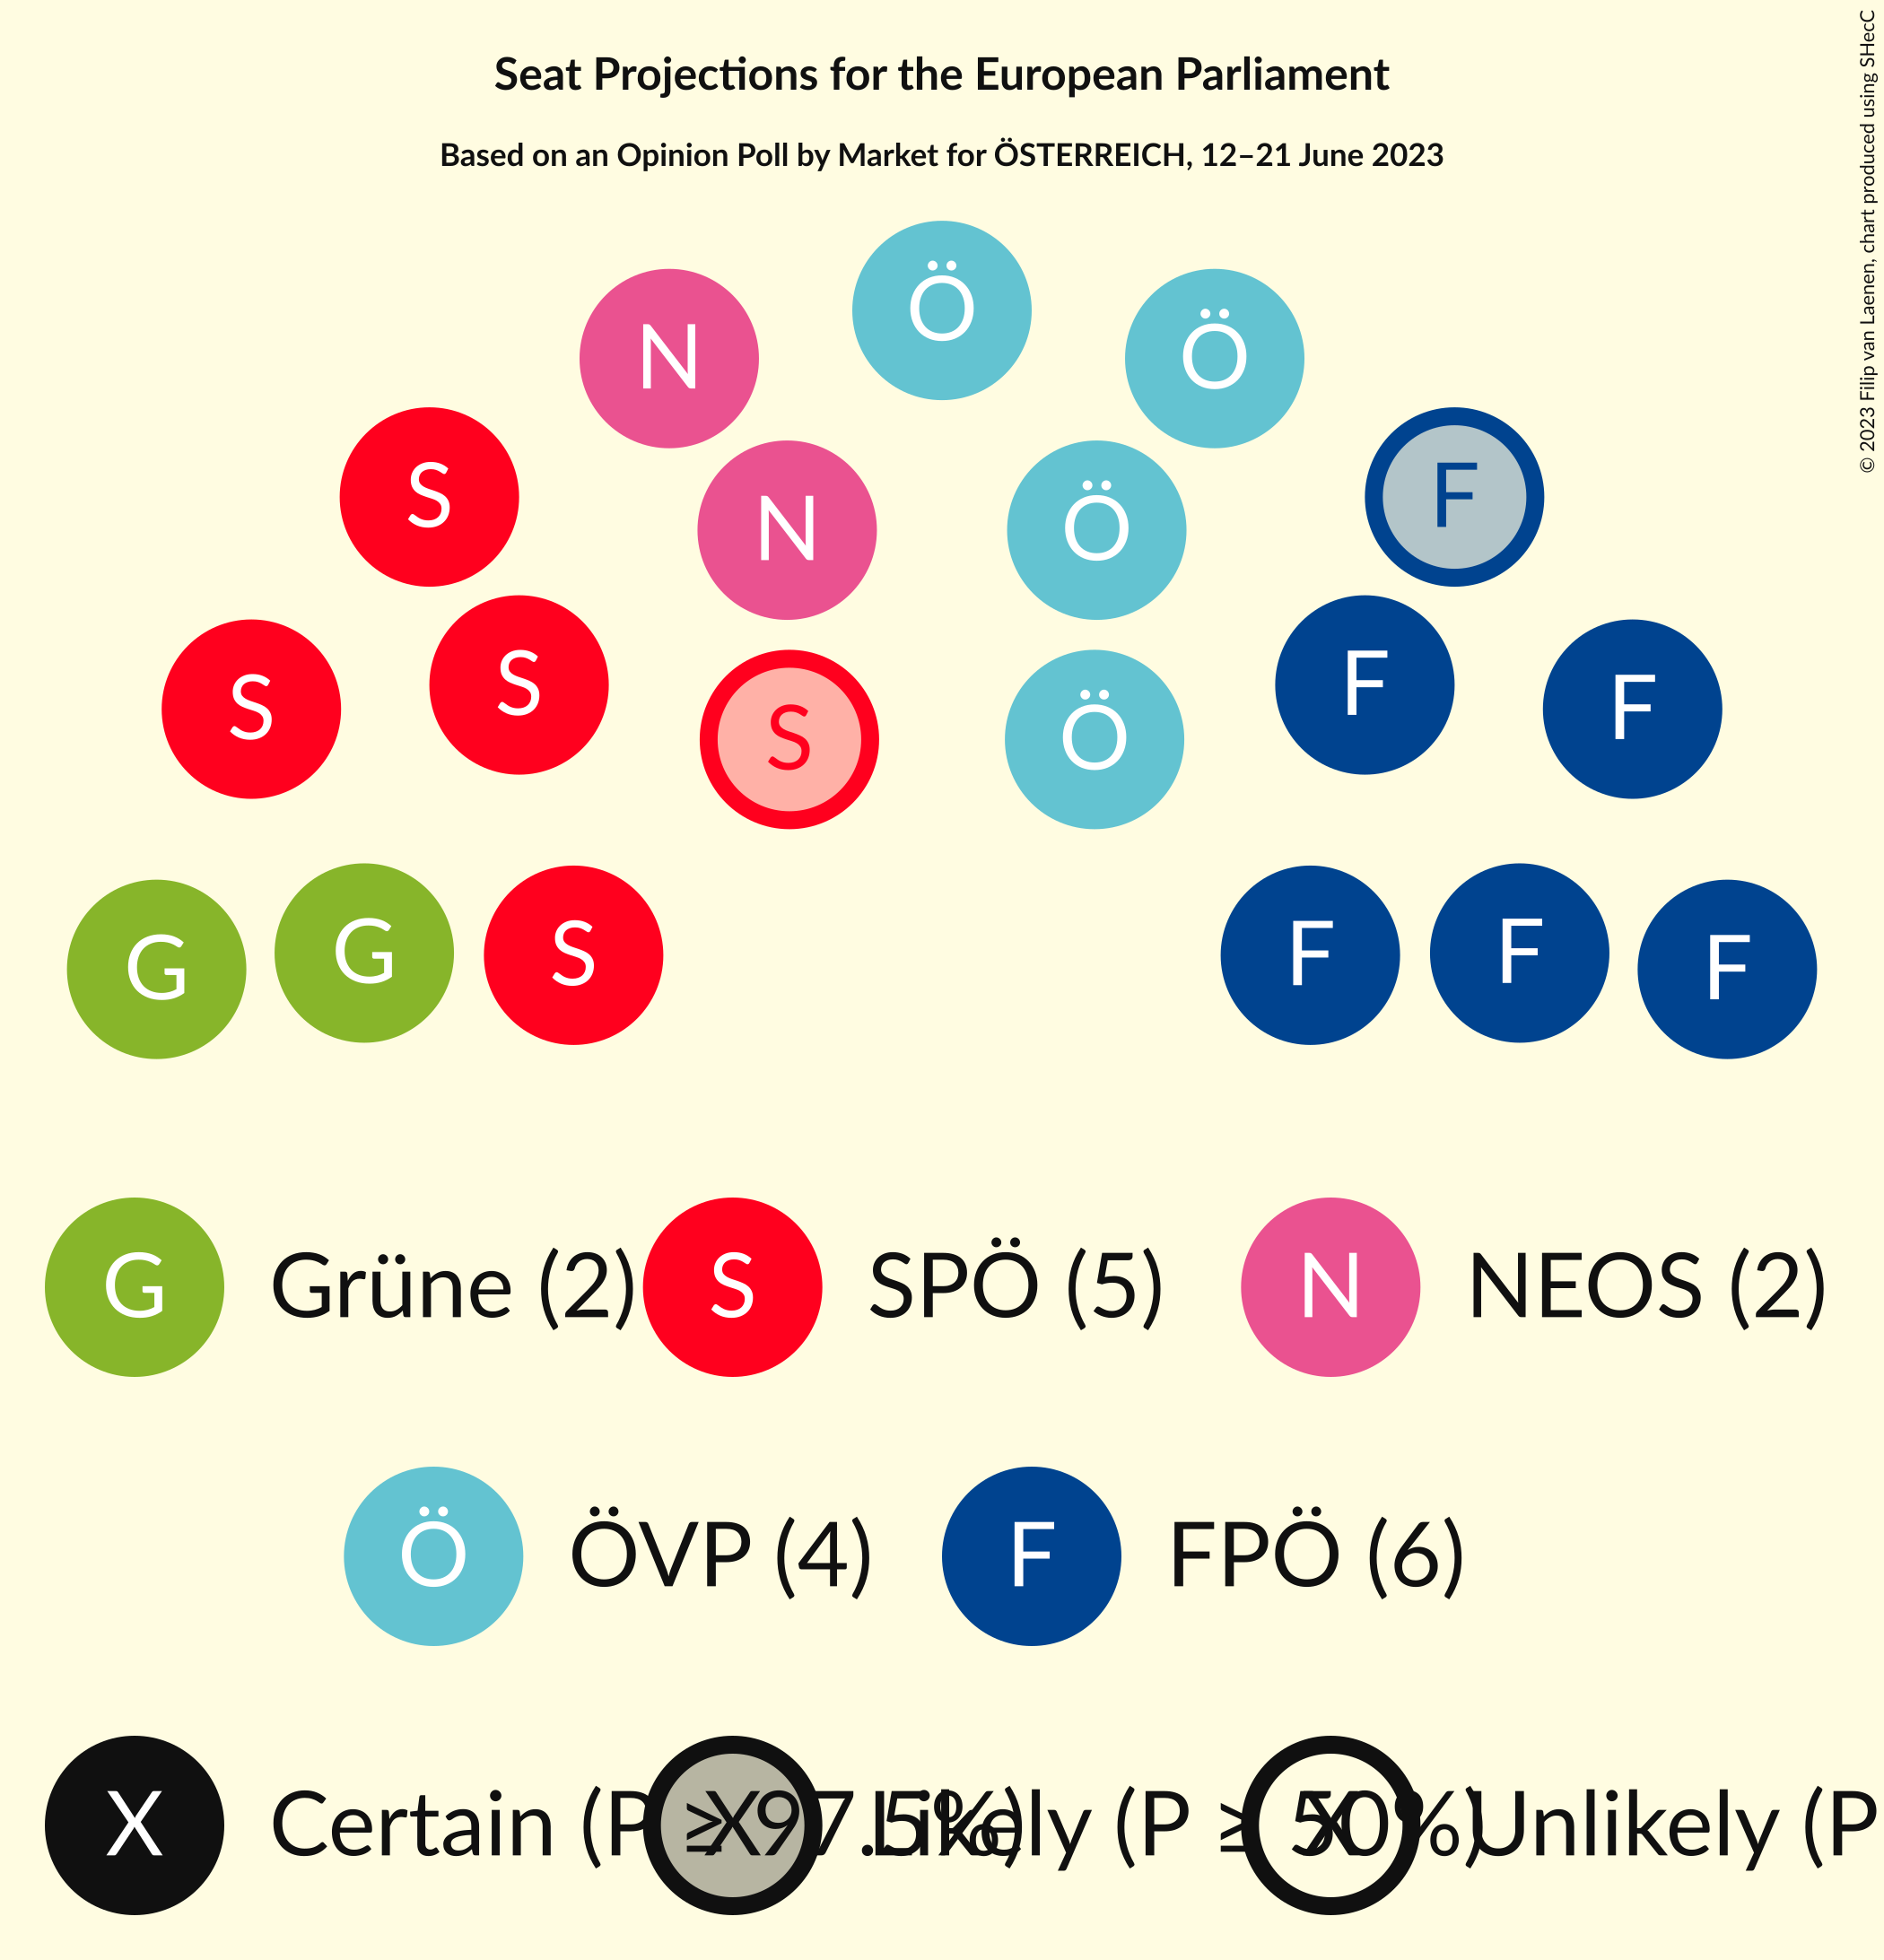 Seat Projections for the European Parliament
Based on an Opinion Poll by Market for ÖSTERREICH, 12–21 June 2023
© 2023 Filip van Laenen, chart produced using SHecC
Ö
N Ö
S F
N Ö
S S F F
S Ö
G G S F F F
G Grüne (2) S SPÖ (5) N NEOS (2)
Ö ÖVP (4) F FPÖ (6)
X Certain (P ≥ 97.5%) X Likely (P ≥ 50%) X Unlikely (P